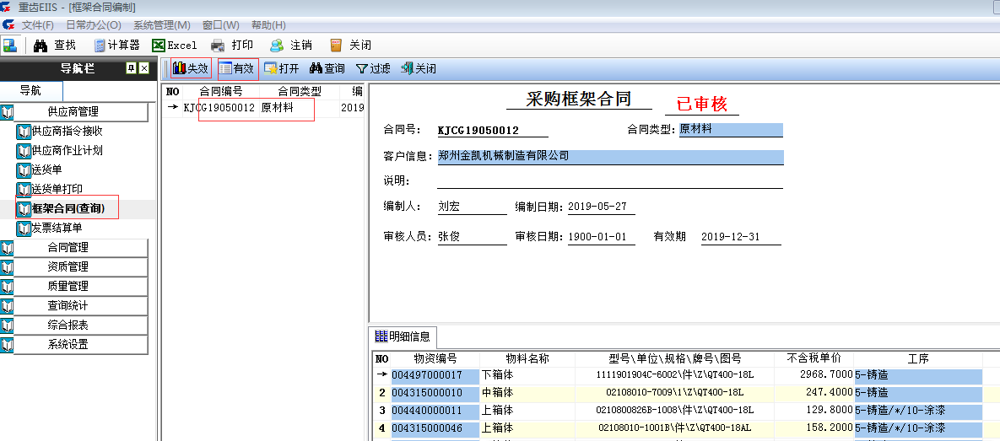 重齿EIIS - [框架合同编制]
文件(F) 日常办公(O) 系统管理(M) 窗口(W) 帮助(H)
查找 计算器 Excel 打印 注销 关闭
导航栏
导航
供应商管理
供应商指令接收
供应商作业计划
送货单
送货单打印
框架合同(查询)
发票结算单
合同管理
资质管理
质量管理
查询统计
综合报表
系统设置
失效 有效 打开 查询 过滤 关闭
NO 合同编号 合同类型 编
KJCG19050012 原材料 2019
采购框架合同 已审核
合同号: KJCG19050012 合同类型: 原材料
客户信息: 郑州金凯机械制造有限公司
说明:
编制人: 刘宏 编制日期: 2019-05-27
审核人员: 张俊 审核日期: 1900-01-01 有效期 2019-12-31
明细信息
NO 物资编号 物料名称 型号\单位\规格\牌号\图号 不含税单价 工序
004497000017 下箱体 1111901904C-6002\件\Z\QT400-18L 2968.7000 5-铸造
2 004315000010 中箱体 02108010-7009\1\Z\QT400-18L 247.4000 5-铸造
3 004440000011 上箱体 0210800826B-1008\件\Z\QT400-18L 129.8000 5-铸造/*/10-涂漆
4 004315000046 上箱体 02108010-1001B\件\Z\QT400-18AL 158.2000 5-铸造/*/10-涂漆